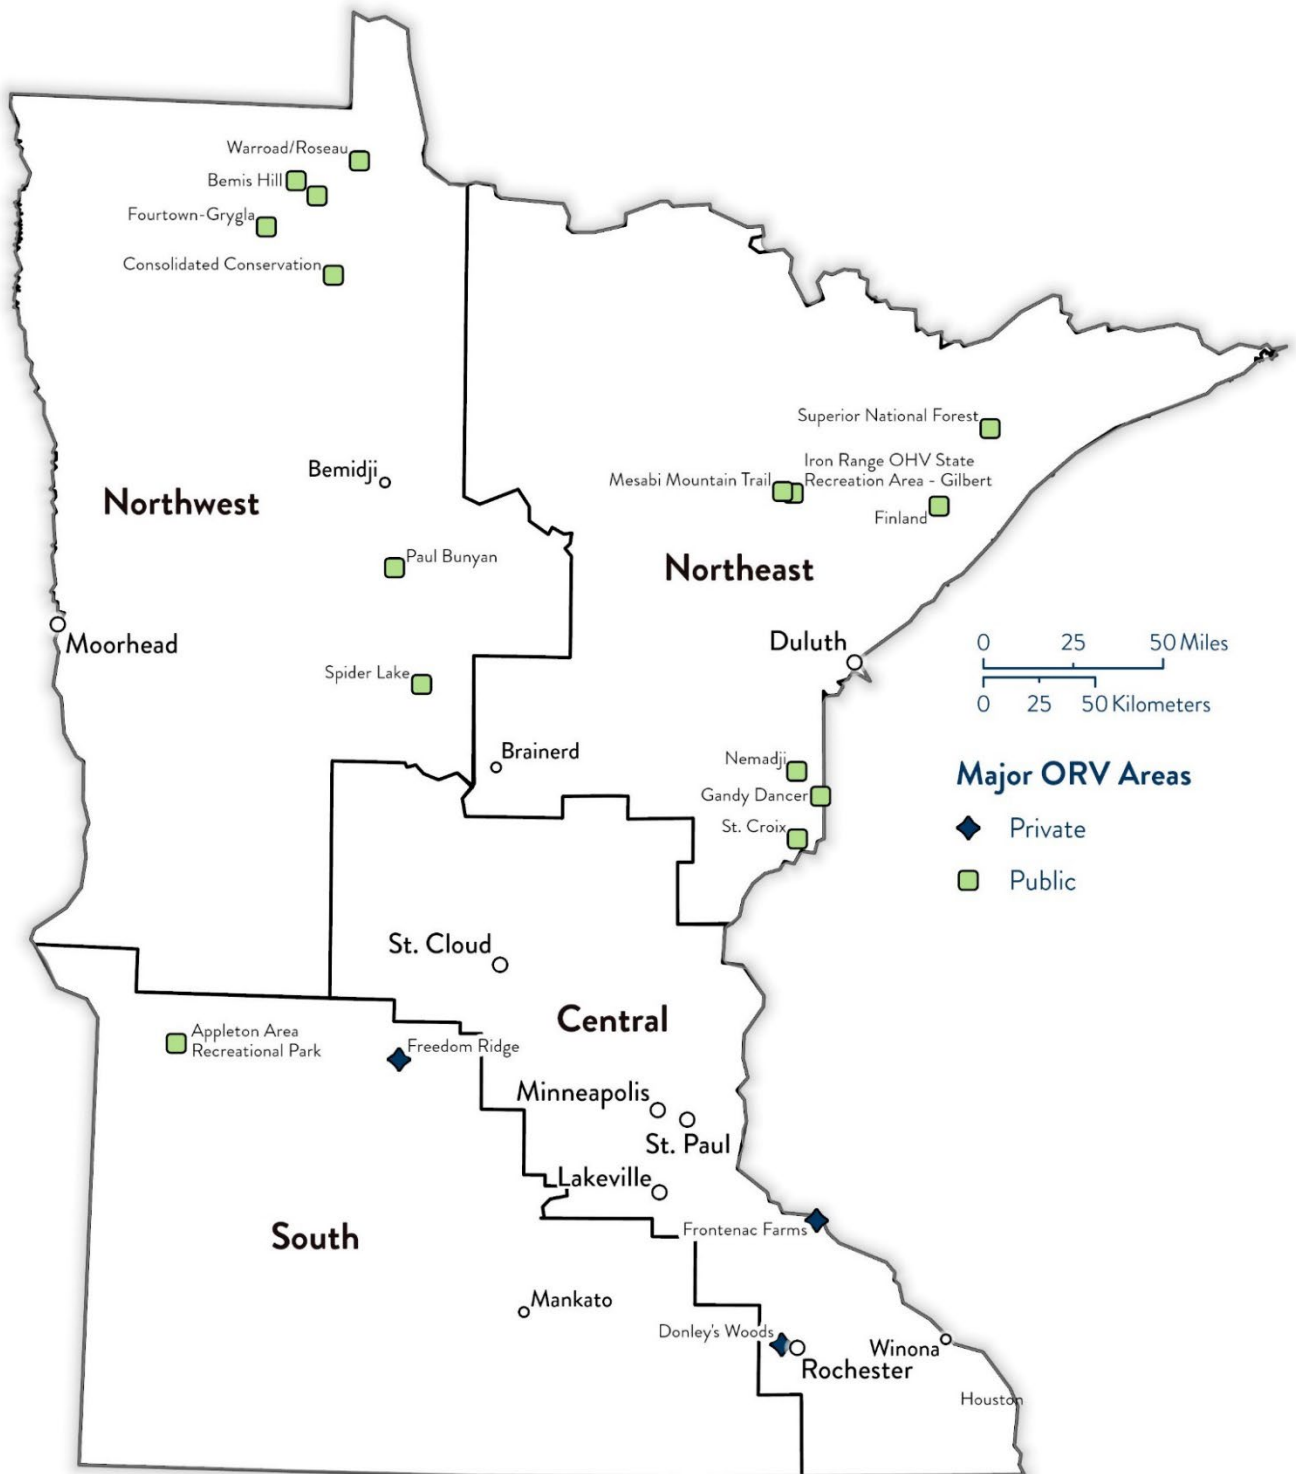 Warroad/Roseau
Bemis Hill
Fourtown-Grygla
Consolidated Conservation
Superior National Forest
Iron Range OHV State
Recreation Area - Gilbert
Mesabi Mountain Trail
Finland
Bemidji
Northwest
Paul Bunyan
Northeast
Moorhead
Duluth
0 25 50 Miles
0 25 50 Kilometers
Spider Lake
Brainerd
Nemadji
Gandy Dancer
St. Croix
Major ORV Areas
Private
Public
St. Cloud
Central
Appleton Area
Recreational Park
Freedom Ridge
Minneapolis
St. Paul
Lakeville
Frontenac Farms
South
Mankato
Donley's Woods
Rochester
Winona
Houston